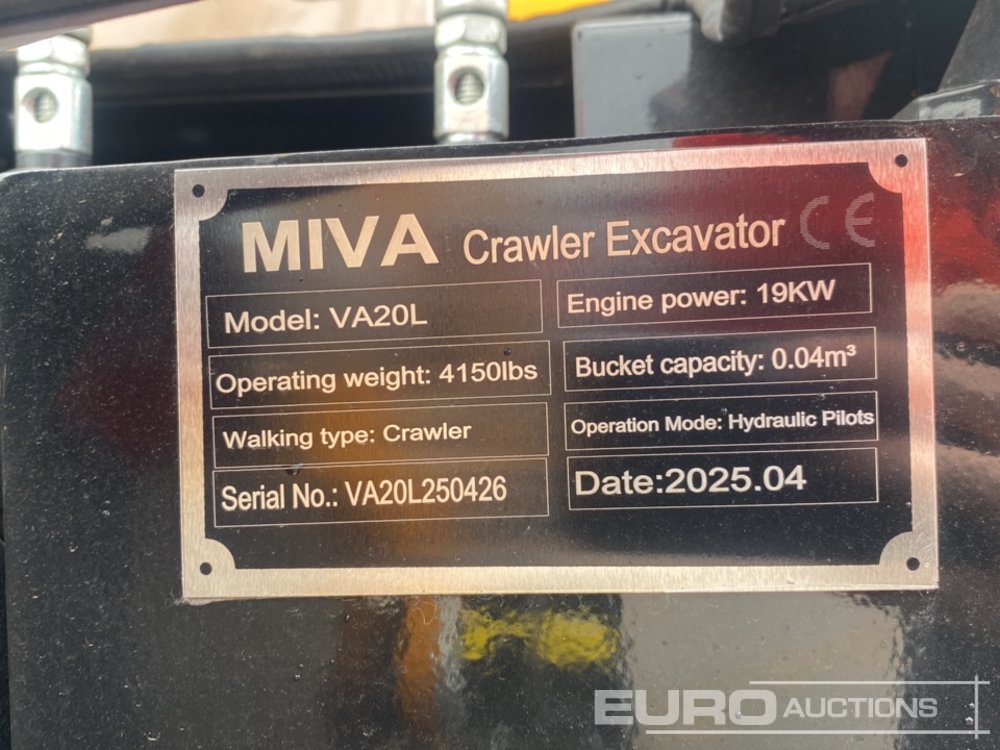 MIVA Crawler Excavator CE
Model: VA20L
Engine power: 19KW
Operating weight: 4150lbs
Bucket capacity: 0.04m³
Walking type: Crawler
Operation Mode: Hydraulic Pilots
Serial No.: VA20L250426
Date:2025.04
EURO AUCTIONS